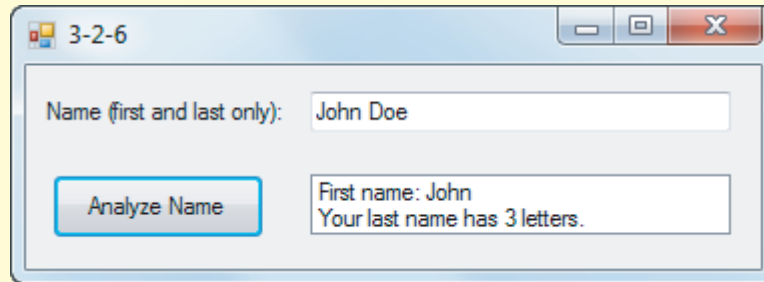 3-2-6
Name (first and last only):
John Doe
Analyze Name
First name: John
Your last name has 3 letters.